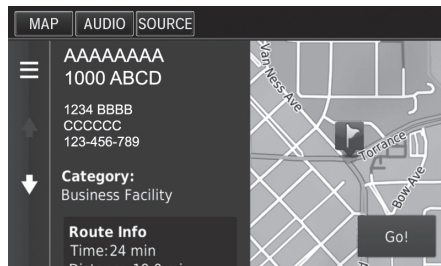 MAP AUDIO SOURCE
AAAAAAAA
1000 ABCD
1234 BBBB
CCCCCC
123-456-789
Category:
Business Facility
Route Info
Time:24 min
Van Ness Ave
Torrance
Bow Ave
Go!